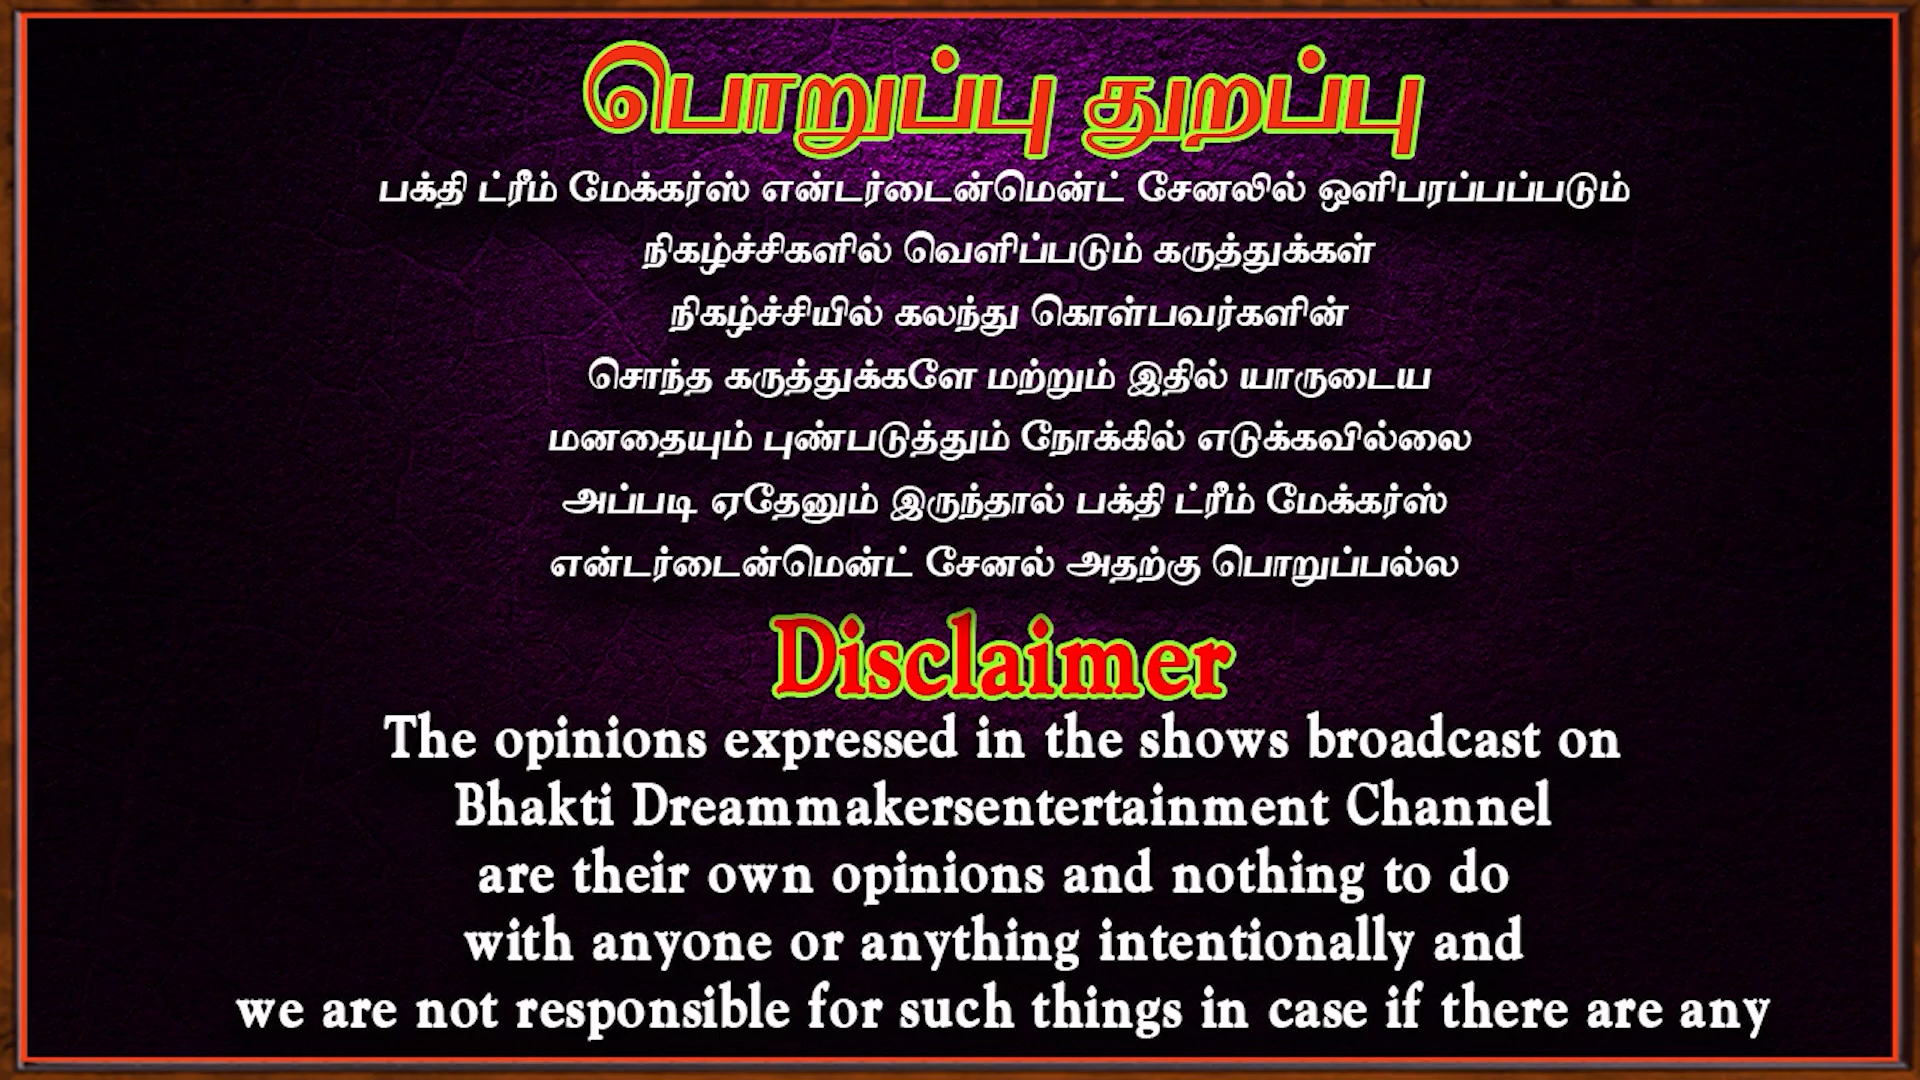 பொறுப்பு துறப்பு
பக்தி ட்ரீம் மேக்கர்ஸ் என்டர்டைன்மென்ட் சேனலில் ஒளிபரப்பப்படும்
நிகழ்ச்சிகளில் வெளிப்படும் கருத்துக்கள்
நிகழ்ச்சியில் கலந்து கொள்பவர்களின்
சொந்த கருத்துக்களே மற்றும் இதில் யாருடைய
மனதையும் புண்படுத்தும் நோக்கில் எடுக்கவில்லை
அப்படி ஏதேனும் இருந்தால் பக்தி ட்ரீம் மேக்கர்ஸ்
என்டர்டைன்மென்ட் சேனல் அதற்கு பொறுப்பல்ல
Disclaimer
The opinions expressed in the shows broadcast on
Bhakti Dreammakersentertainment Channel
are their own opinions and nothing to do
with anyone or anything intentionally and
we are not responsible for such things in case if there are any